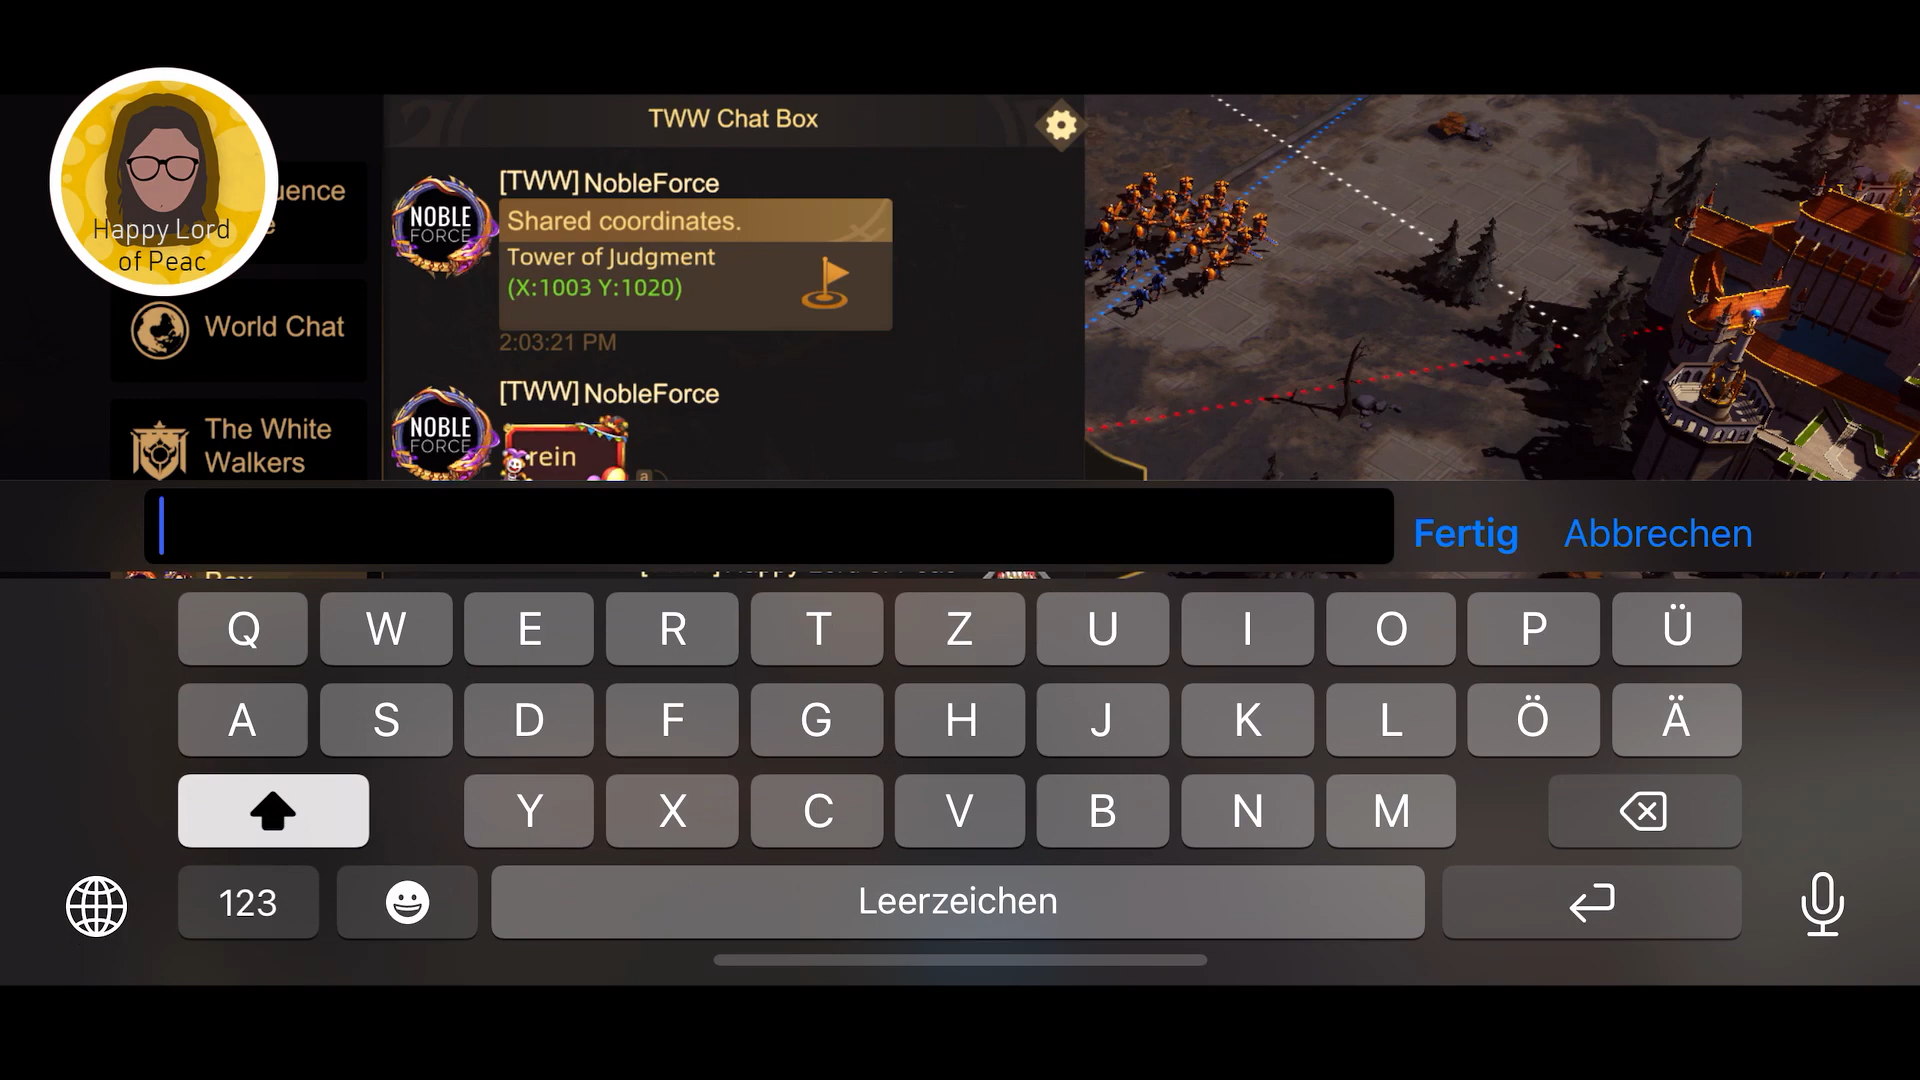 TWW Chat Box
Happy Lord
of Peac
uence
e
World Chat
The White
Walkers
[TWW] NobleForce
NOBLE
FORCE
Shared coordinates.
Tower of Judgment
(X:1003 Y:1020)
2:03:21 PM
[TWW] NobleForce
NOBLE
FORCE
rein
Fertig Abbrechen
Q W E R T Z U I O P Ü
A S D F G H J K L Ö Ä
Y X C V B N M
123 Leerzeichen